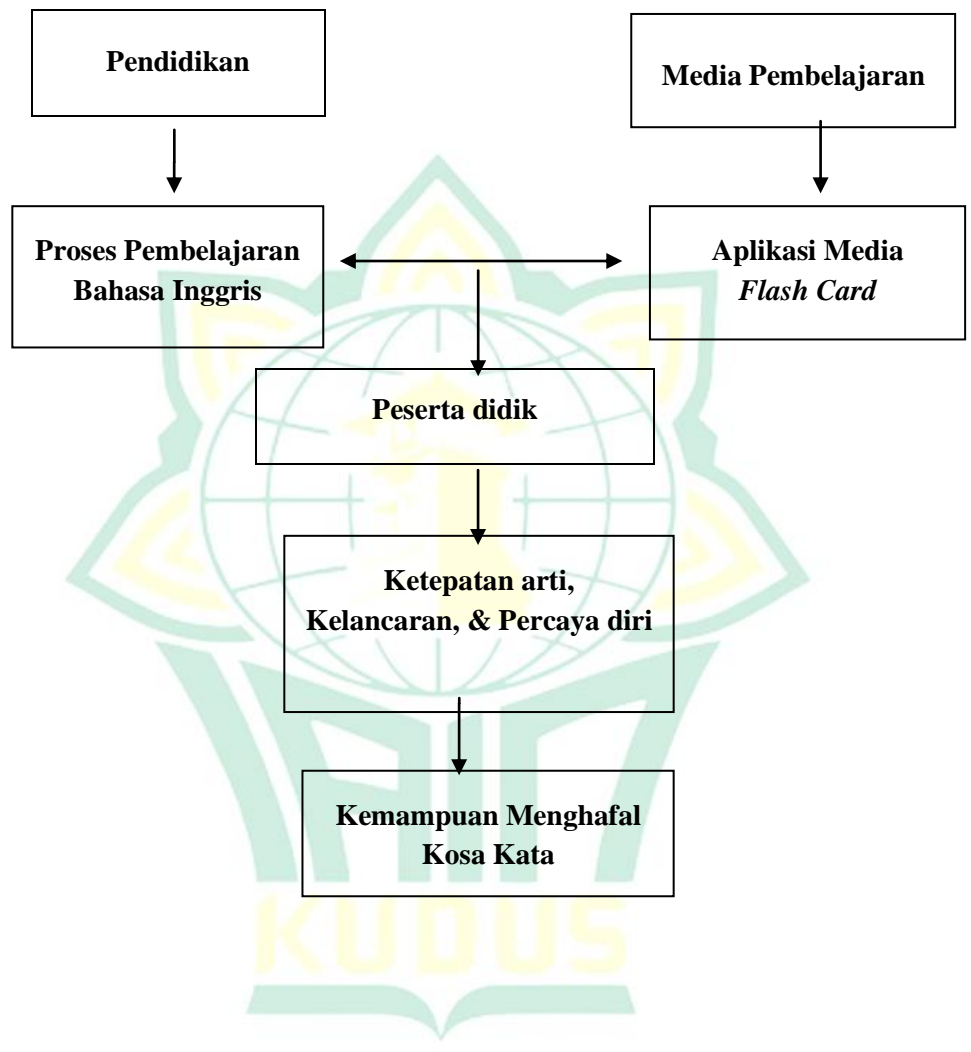 Pendidikan
Media Pembelajaran
Proses Pembelajaran
Bahasa Inggris
Aplikasi Media
Flash Card
Peserta didik
Ketepatan arti,
Kelancaran, & Percaya diri
Kemampuan Menghafal
Kosa Kata
IAIN
KUDUS